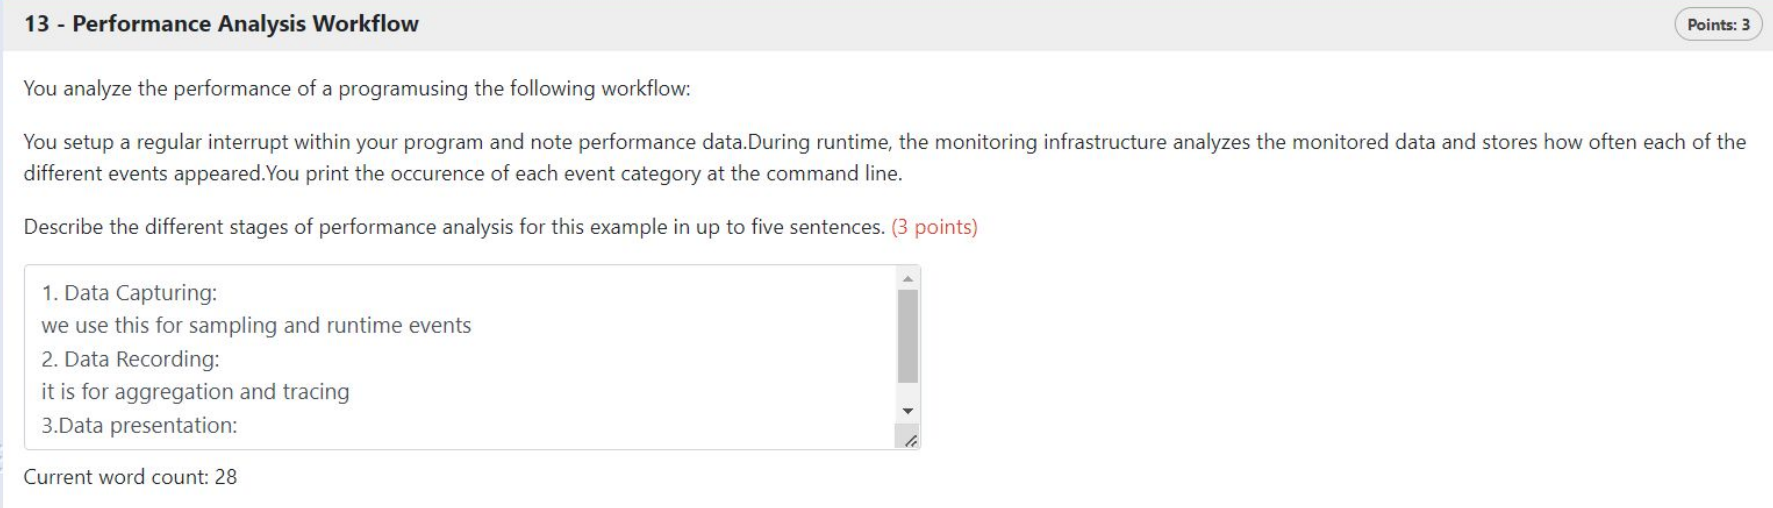 13 - Performance Analysis Workflow
Points: 3
You analyze the performance of a programusing the following workflow:
You setup a regular interrupt within your program and note performance data.During runtime, the monitoring infrastructure analyzes the monitored data and stores how often each of the
different events appeared.You print the occurence of each event category at the command line.
Describe the different stages of performance analysis for this example in up to five sentences. (3 points)
1. Data Capturing:
we use this for sampling and runtime events
2. Data Recording:
it is for aggregation and tracing
3.Data presentation:
Current word count: 28